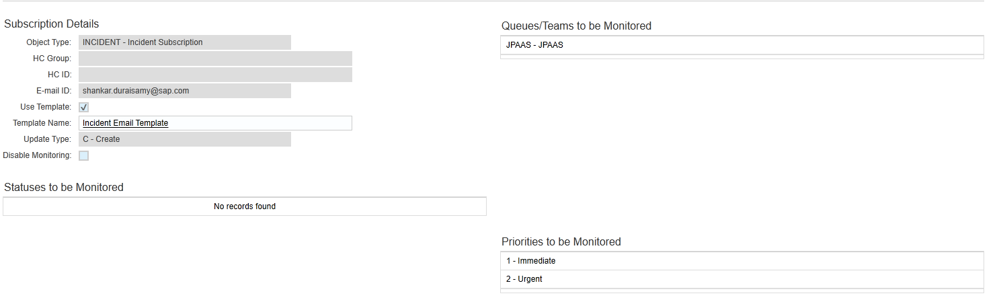 Subscription Details
Object Type: INCIDENT - Incident Subscription
HC Group:
HC ID:
E-mail ID: shankar.duraisamy@sap.com
Use Template:
Template Name: Incident Email Template
Update Type: C - Create
Disable Monitoring:
Statuses to be Monitored
No records found
Queues/Teams to be Monitored
JPAAS - JPAAS
Priorities to be Monitored
1 - Immediate
2 - Urgent